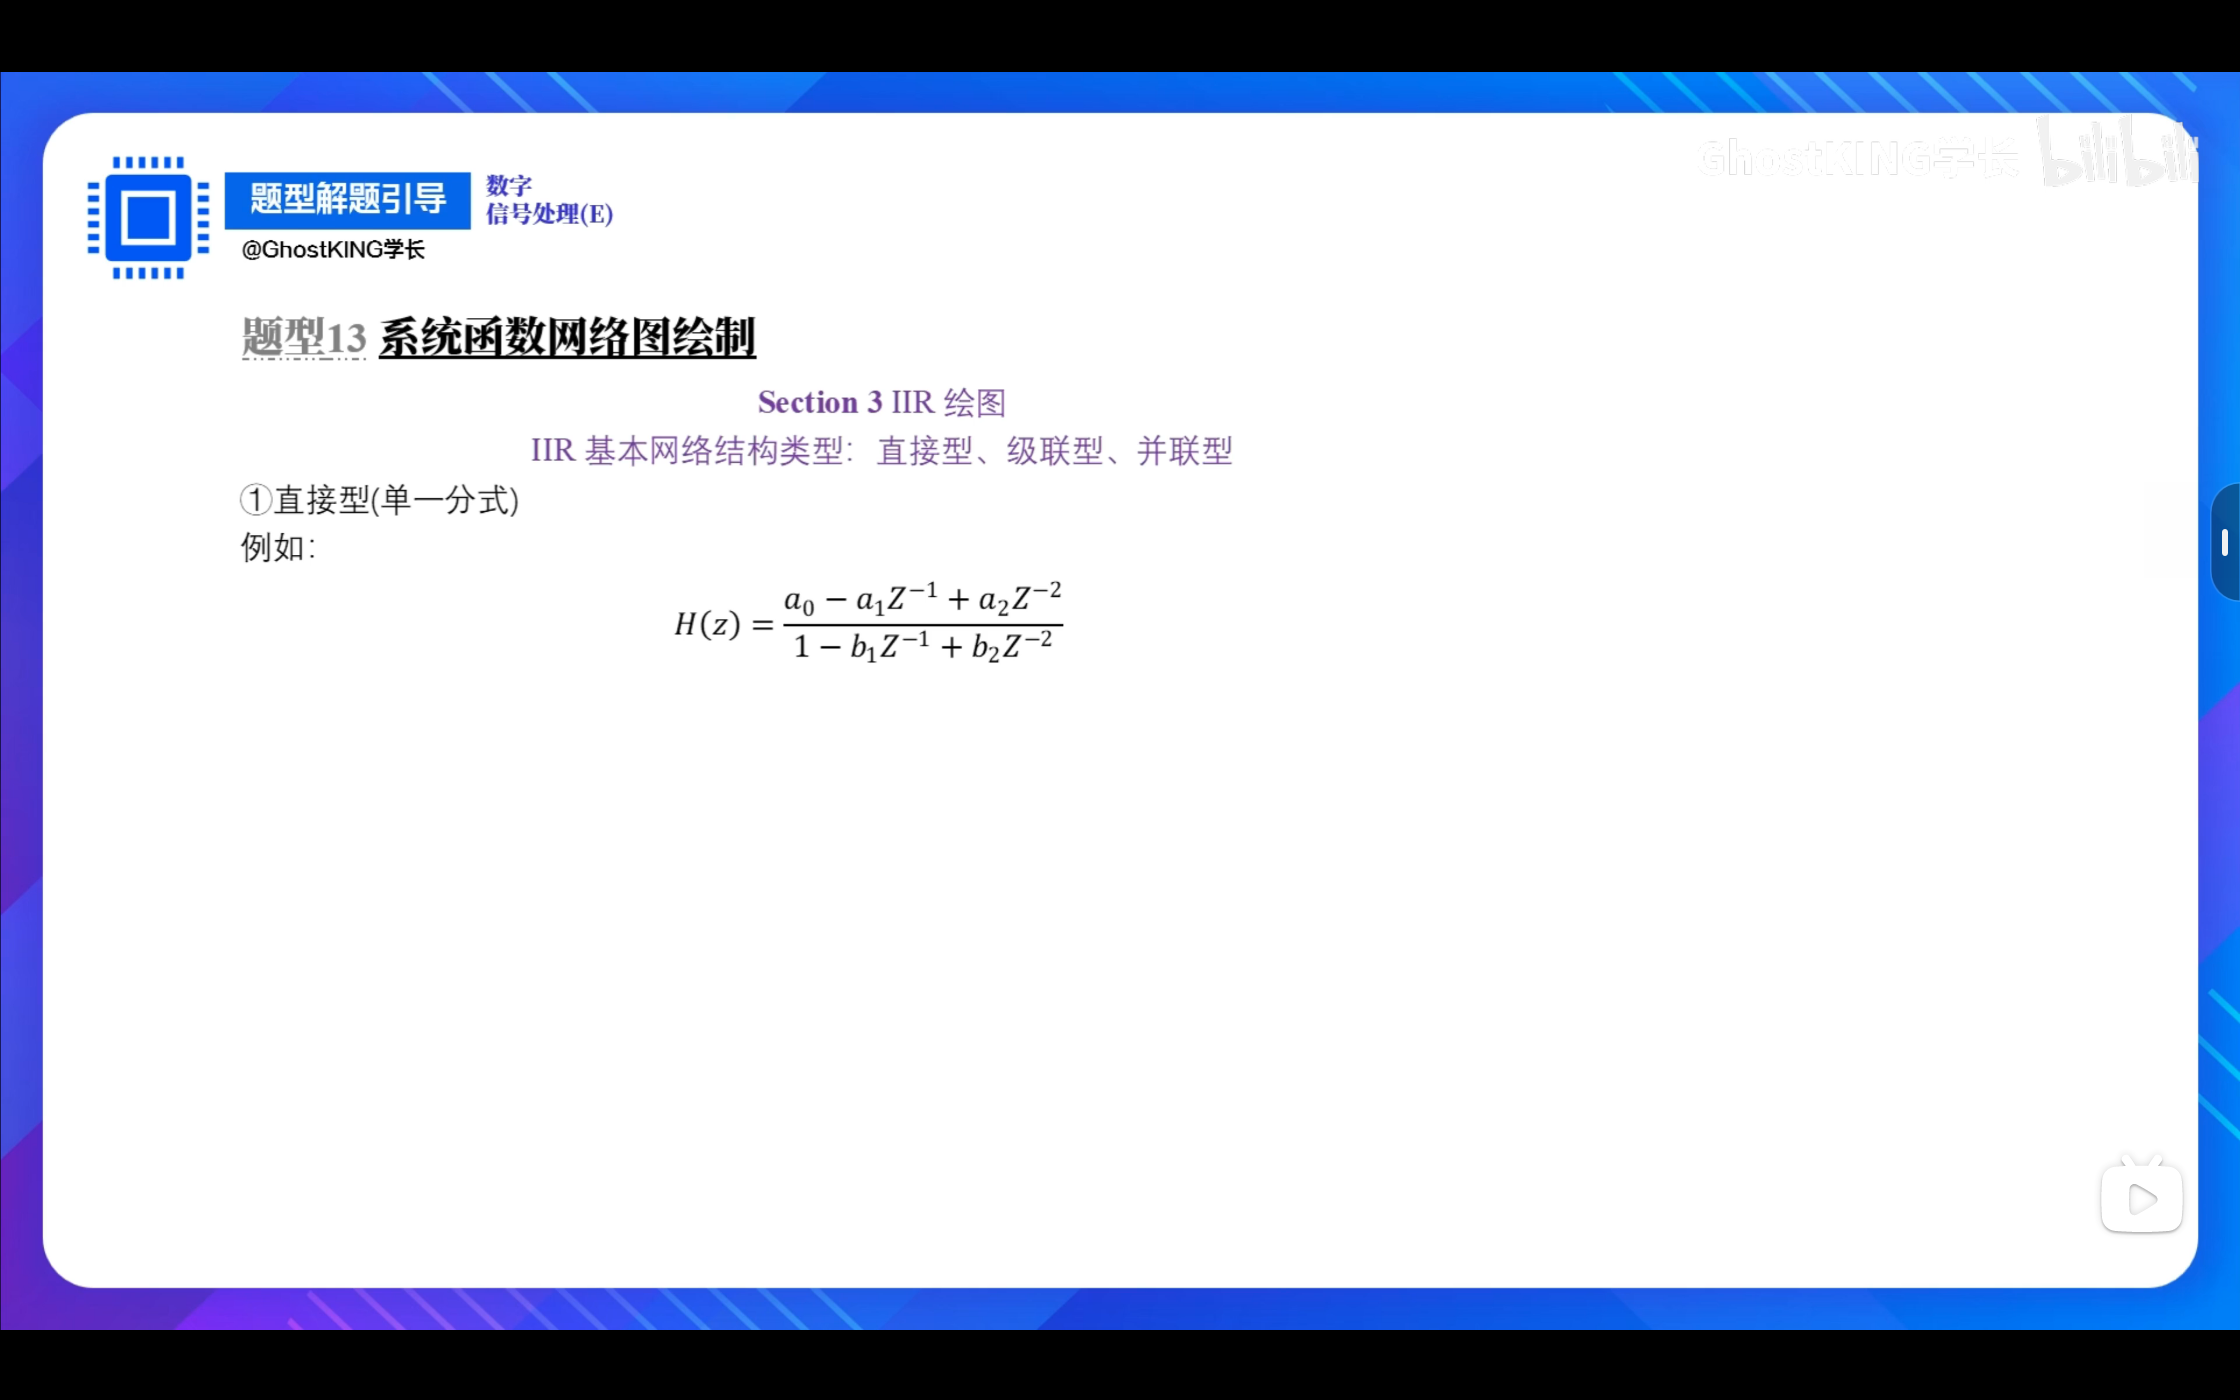 GhostKING学长 bilibili
题型解题引导
数字
信号处理(E)
@GhostKING学长
题型13 系统函数网络图绘制
Section 3 IIR 绘图
IIR 基本网络结构类型：直接型、级联型、并联型
①直接型(单一分式)
例如：
H(z) = \frac{a_0 - a_1Z^{-1} + a_2Z^{-2}}{1 - b_1Z^{-1} + b_2Z^{-2}}